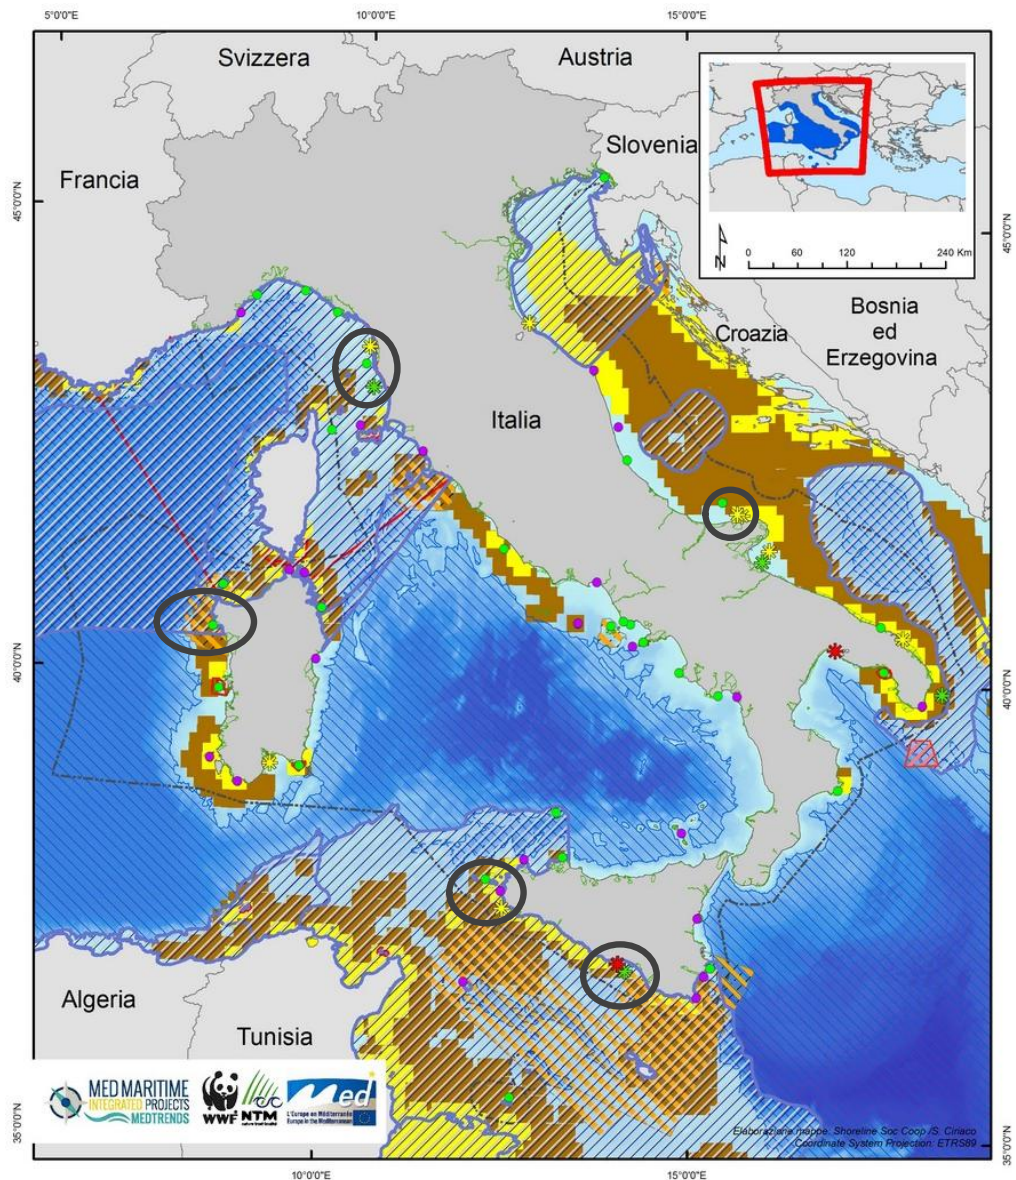 5°0'0"E
10°0'0"E
15°0'0"E
Svizzera
Austria
Slovenia
Francia
45°0'0"N
45°0'0"N
N
0 60 120 240 Km
Bosnia
ed
Erzegovina
Croazia
Italia
40°0'0"N
40°0'0"N
Algeria
Tunisia
MED MARITIME
INTEGRATED PROJECTS
MEDTRENDS
WWF
NTM
Med
L'Europe en Méditerranée
Europe in the Mediterranean
Elaborazione mappe: Shoreline Soc Coop /S. Ciriaco
Coordinate System Projection: ETRS89
35°0'0"N
35°0'0"N
10°0'0"E
15°0'0"E